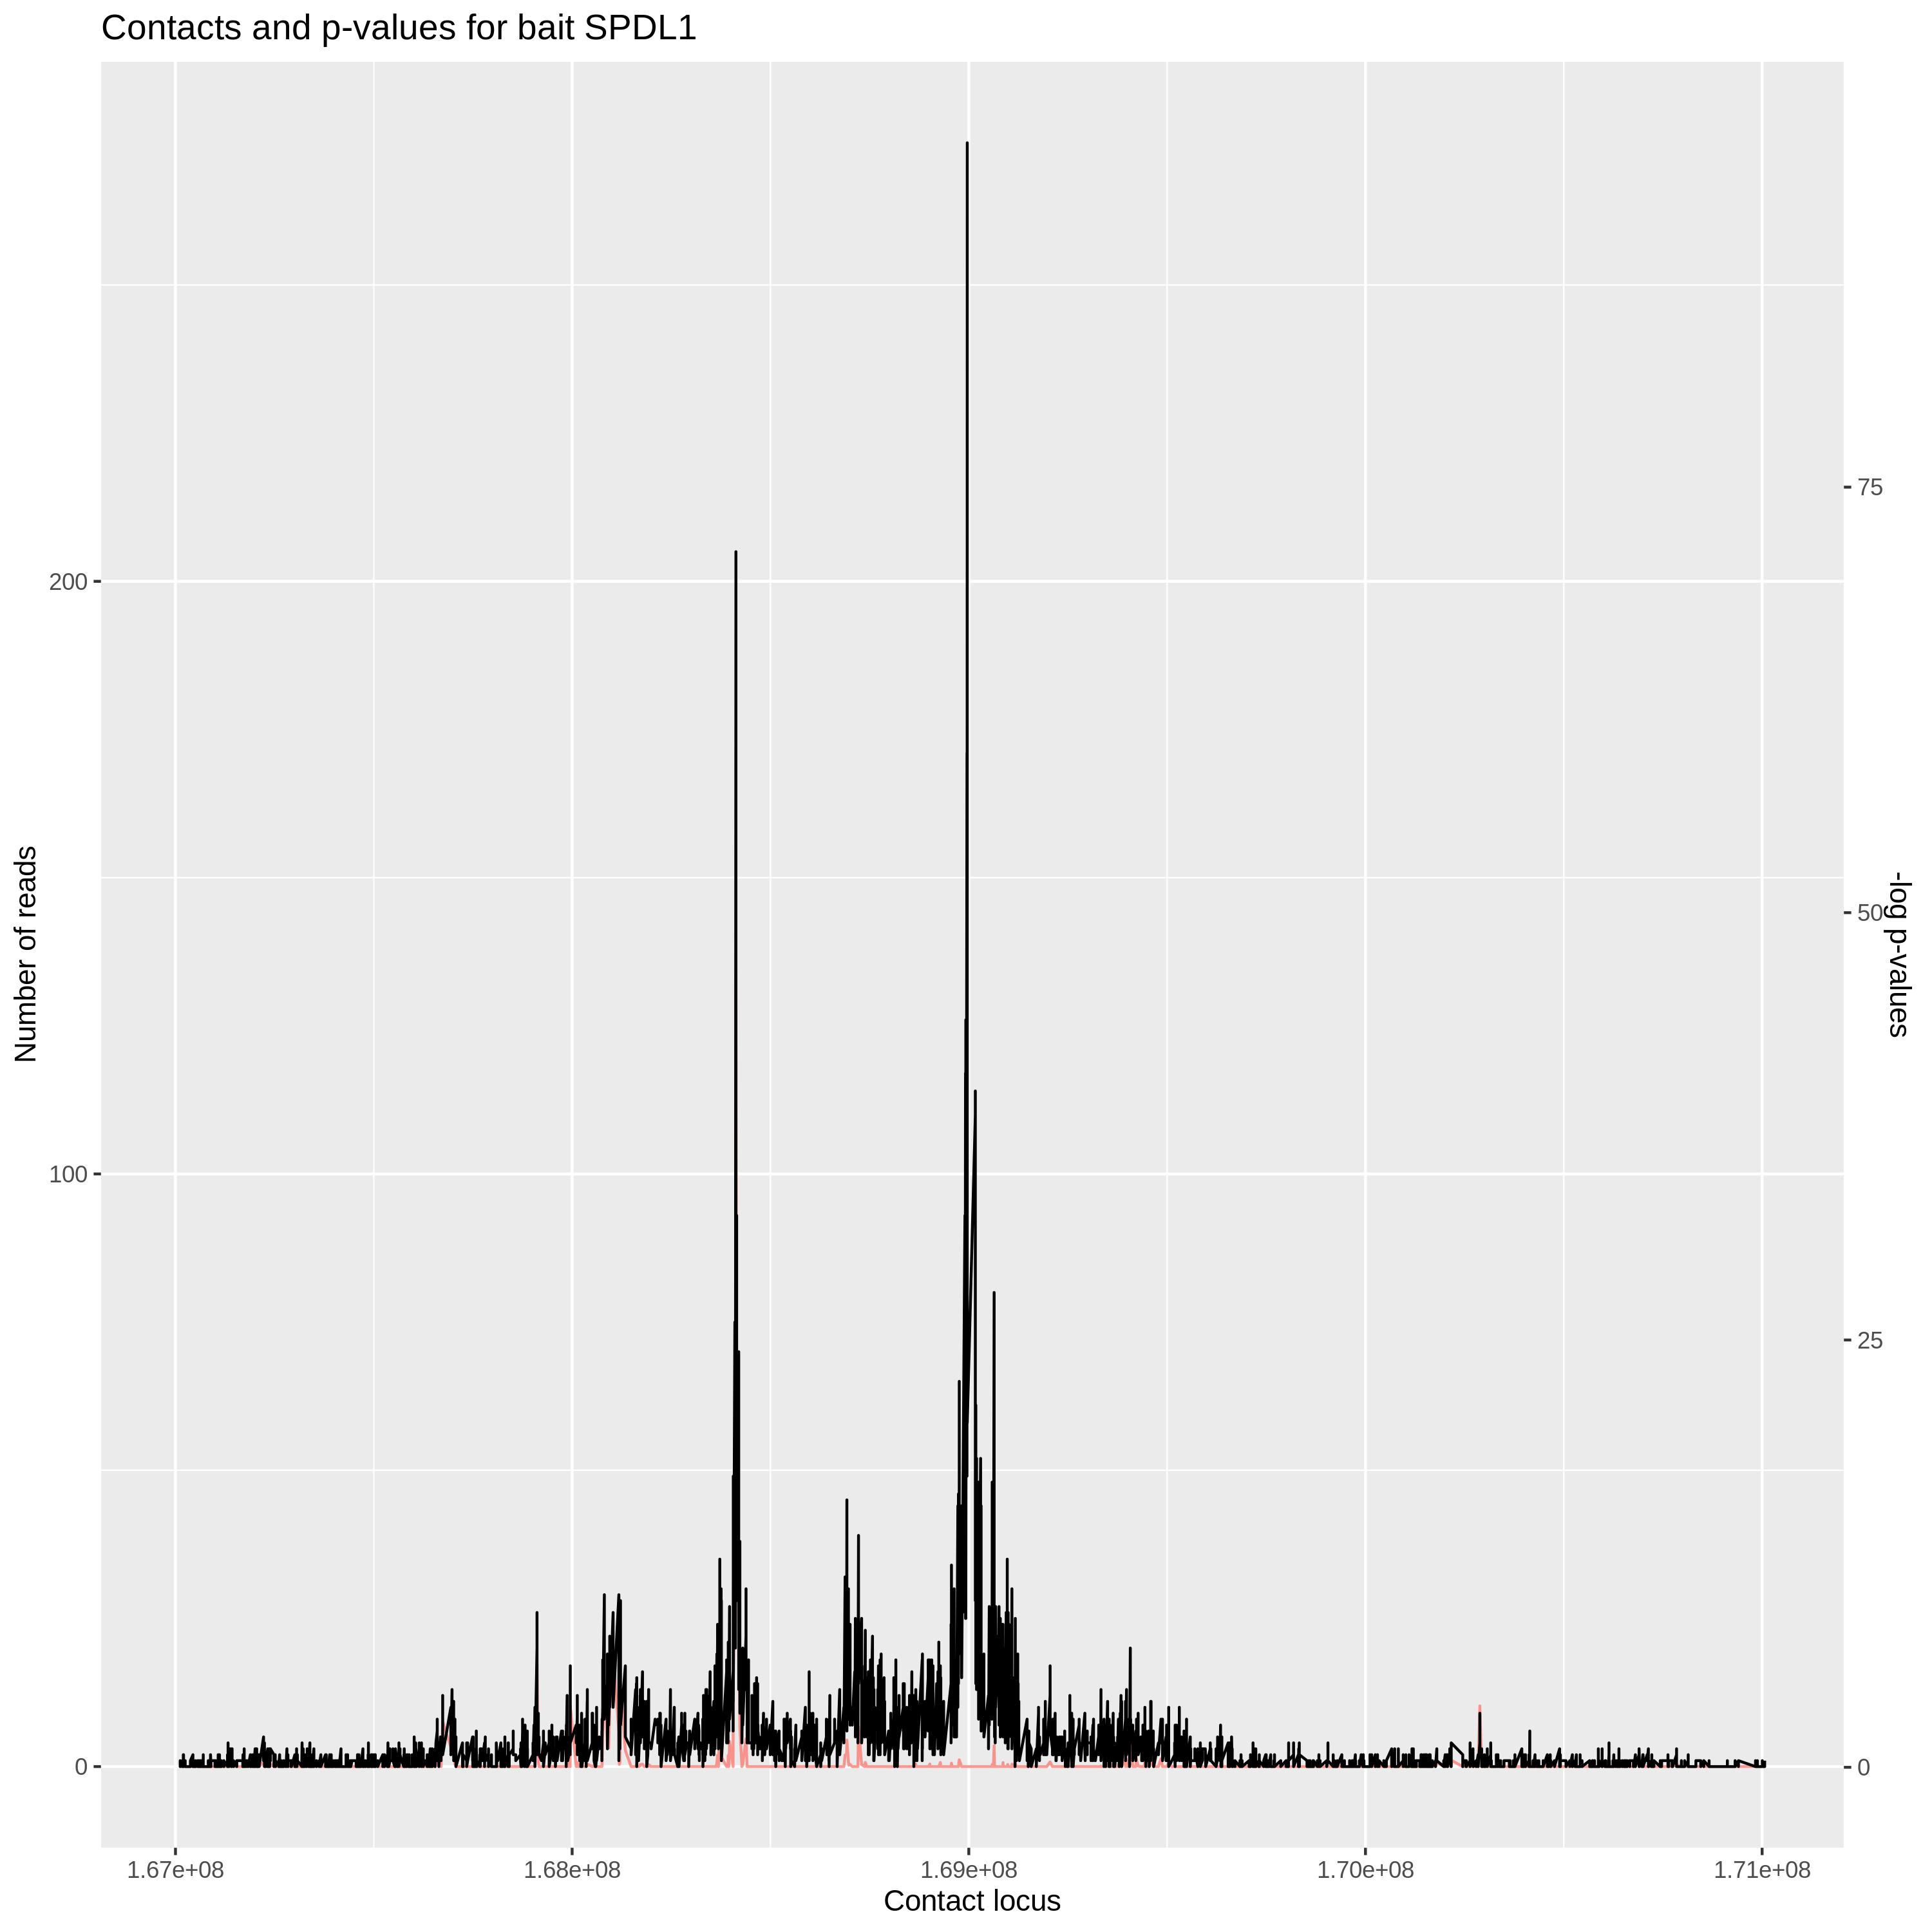 Contacts and p-values for bait SPDL1
Number of reads
200
100
0
75
50
25
0
-log p-values
1.67e+08
1.68e+08
1.69e+08
1.70e+08
1.71e+08
Contact locus